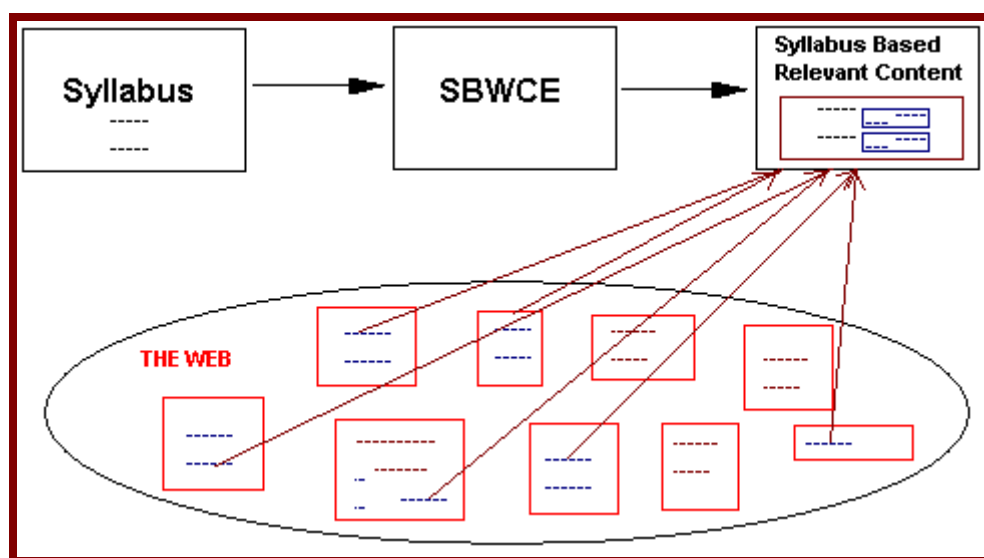 Syllabus
SBWCE
Syllabus Based
Relevant Content
THE WEB